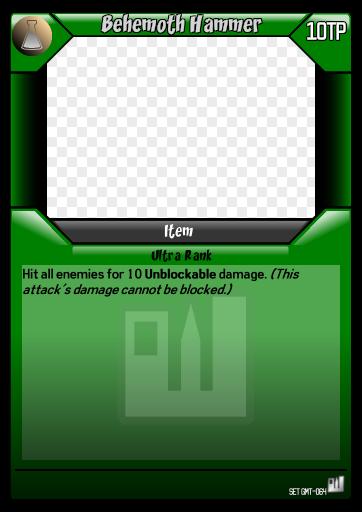 Behemoth Hammer
10TP
Item
Ultra Rank
Hit all enemies for 10 Unblockable damage. (This
attack's damage cannot be blocked.)
SET GMT-064